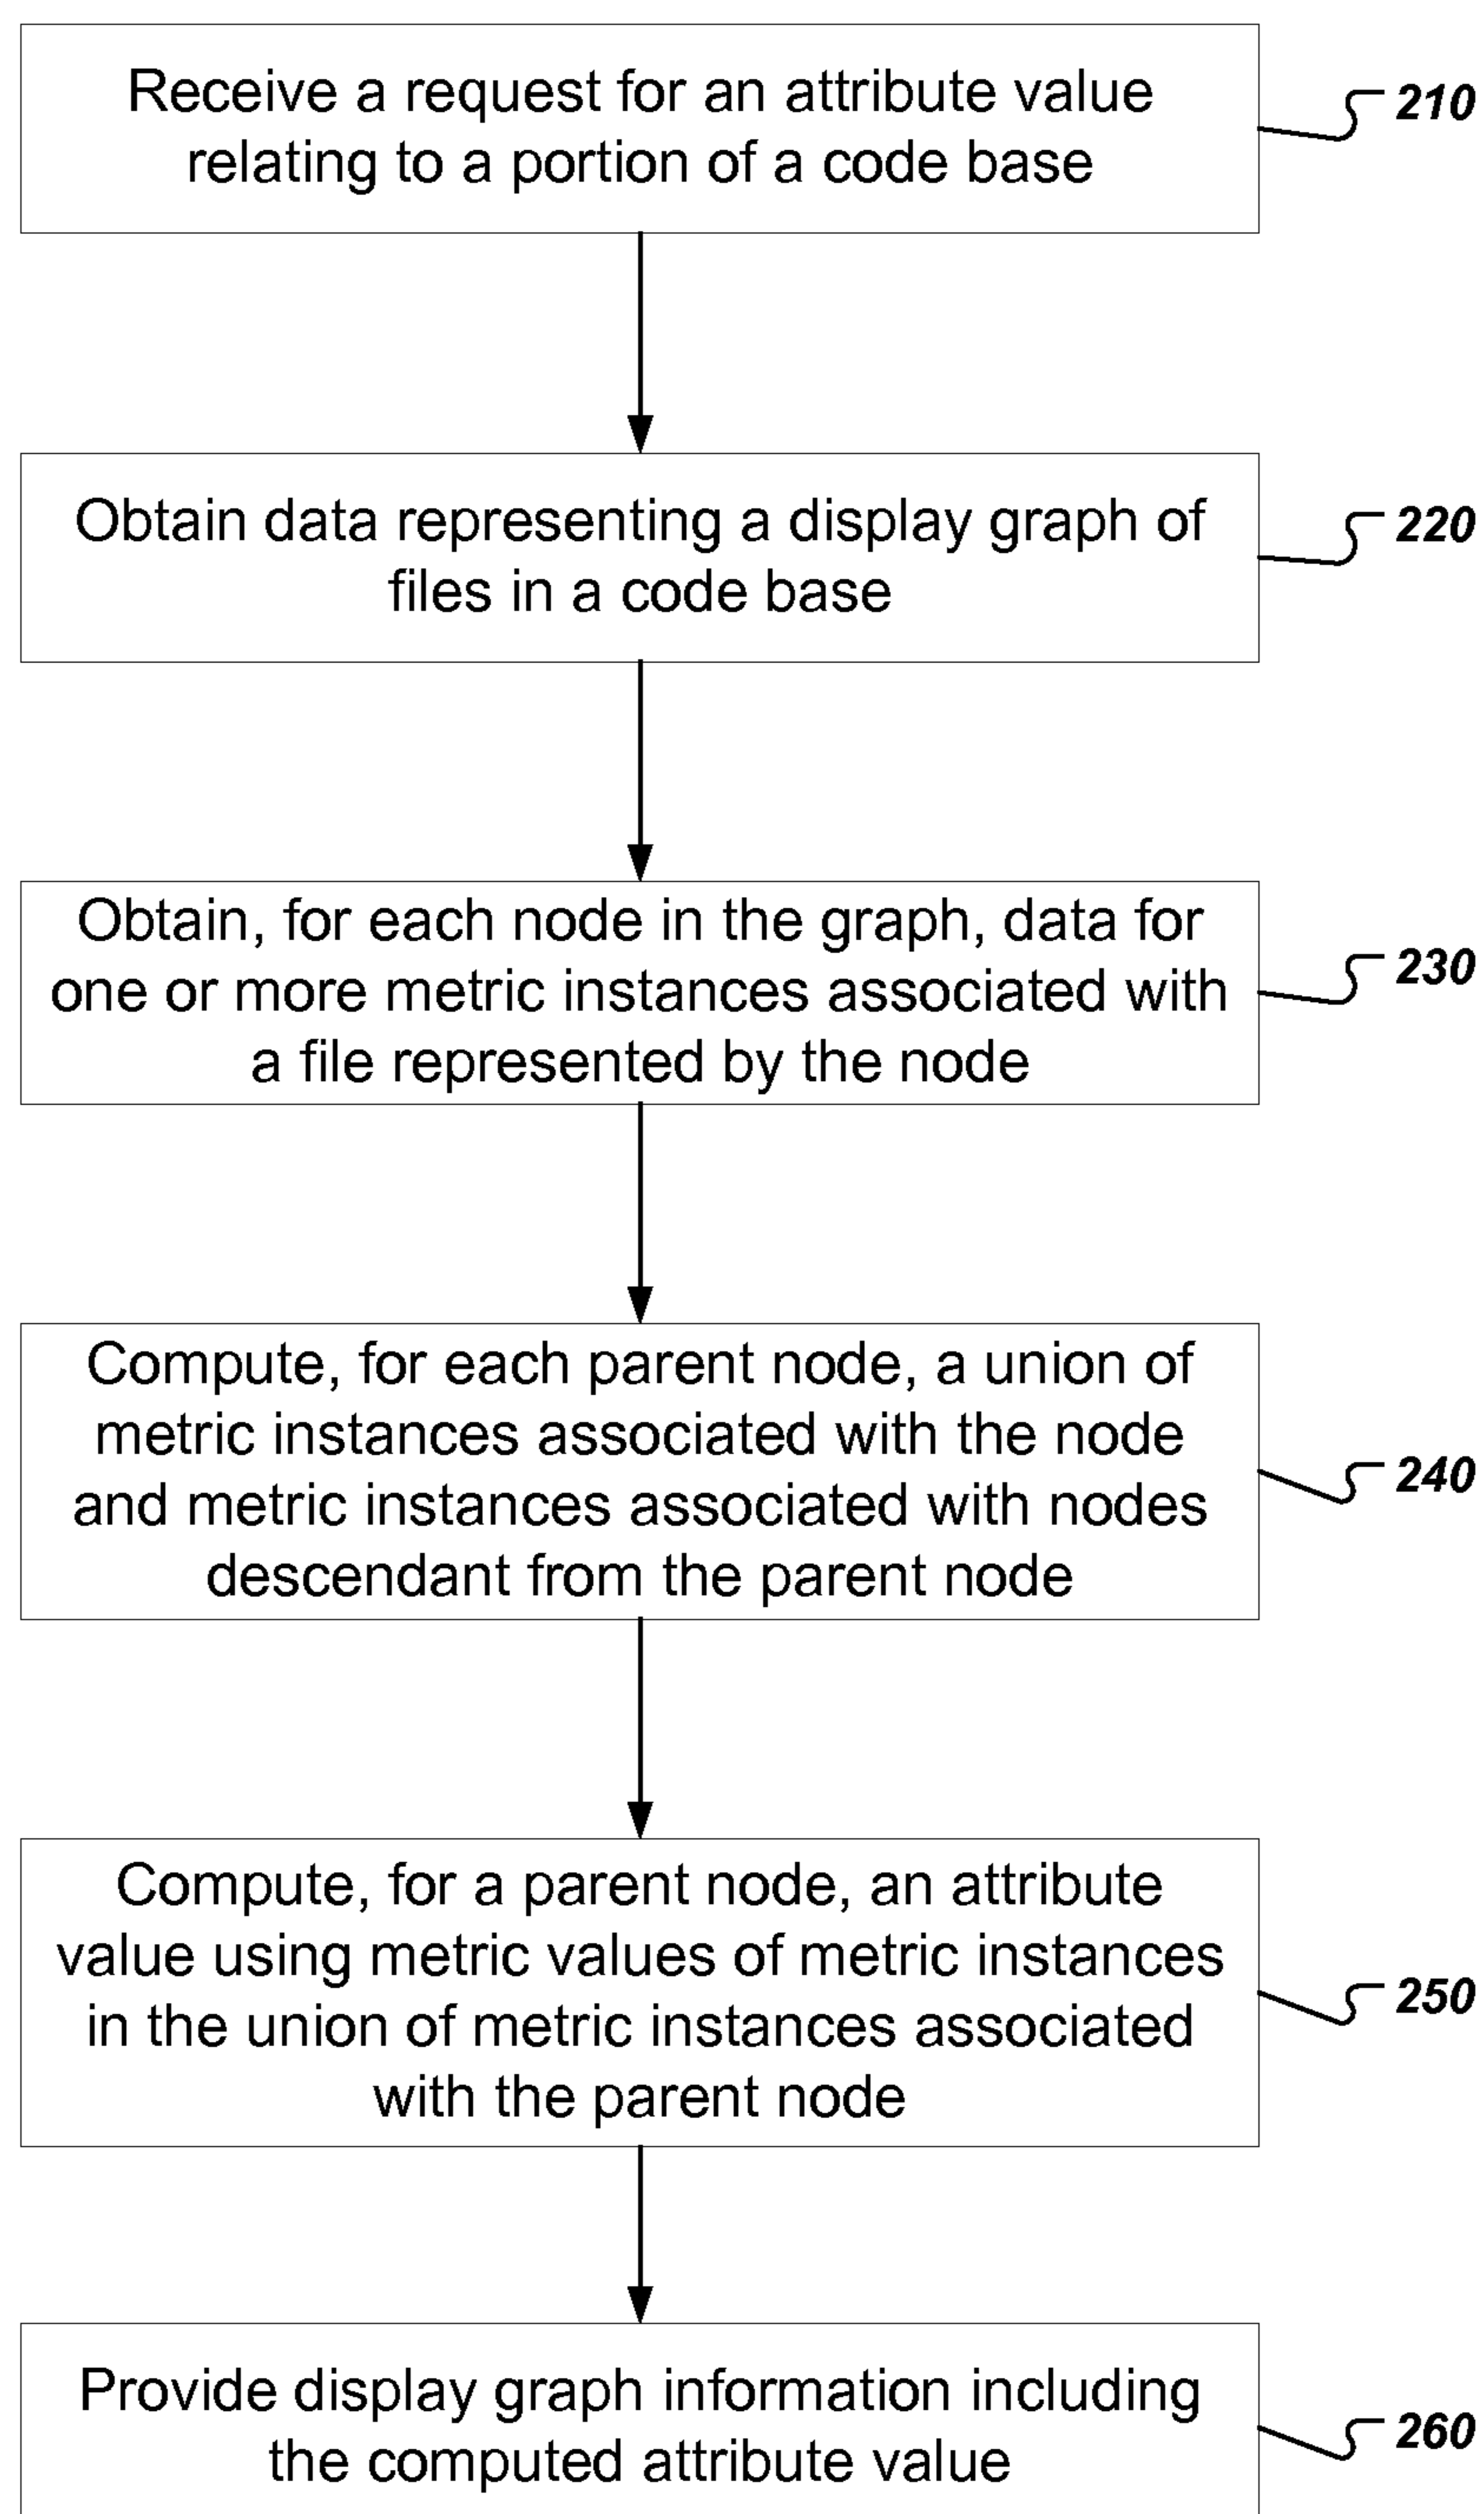 Receive a request for an attribute value
relating to a portion of a code base
210
Obtain data representing a display graph of
files in a code base
220
Obtain, for each node in the graph, data for
one or more metric instances associated with
a file represented by the node
230
Compute, for each parent node, a union of
metric instances associated with the node
and metric instances associated with nodes
descendant from the parent node
240
Compute, for a parent node, an attribute
value using metric values of metric instances
in the union of metric instances associated
with the parent node
250
Provide display graph information including
the computed attribute value
260